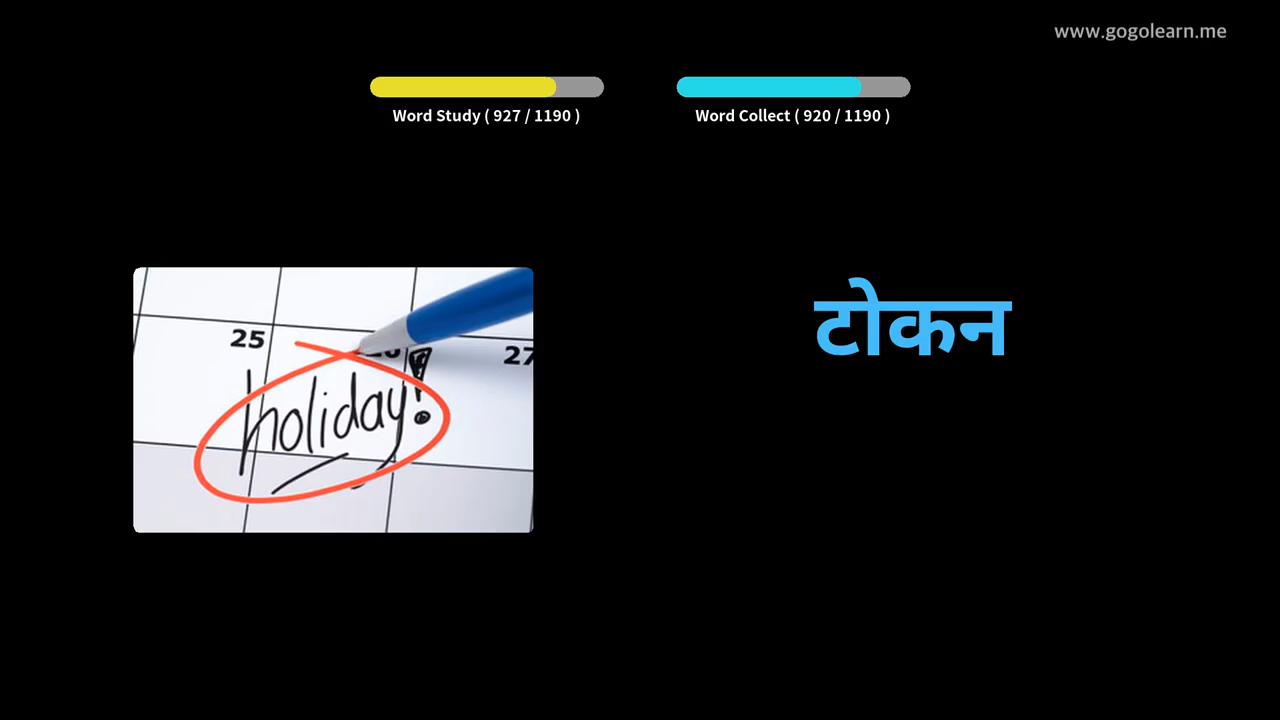 www.gogolearn.me
Word Study ( 927 / 1190 )
Word Collect ( 920 / 1190 )
टोकन
25
27
holiday!